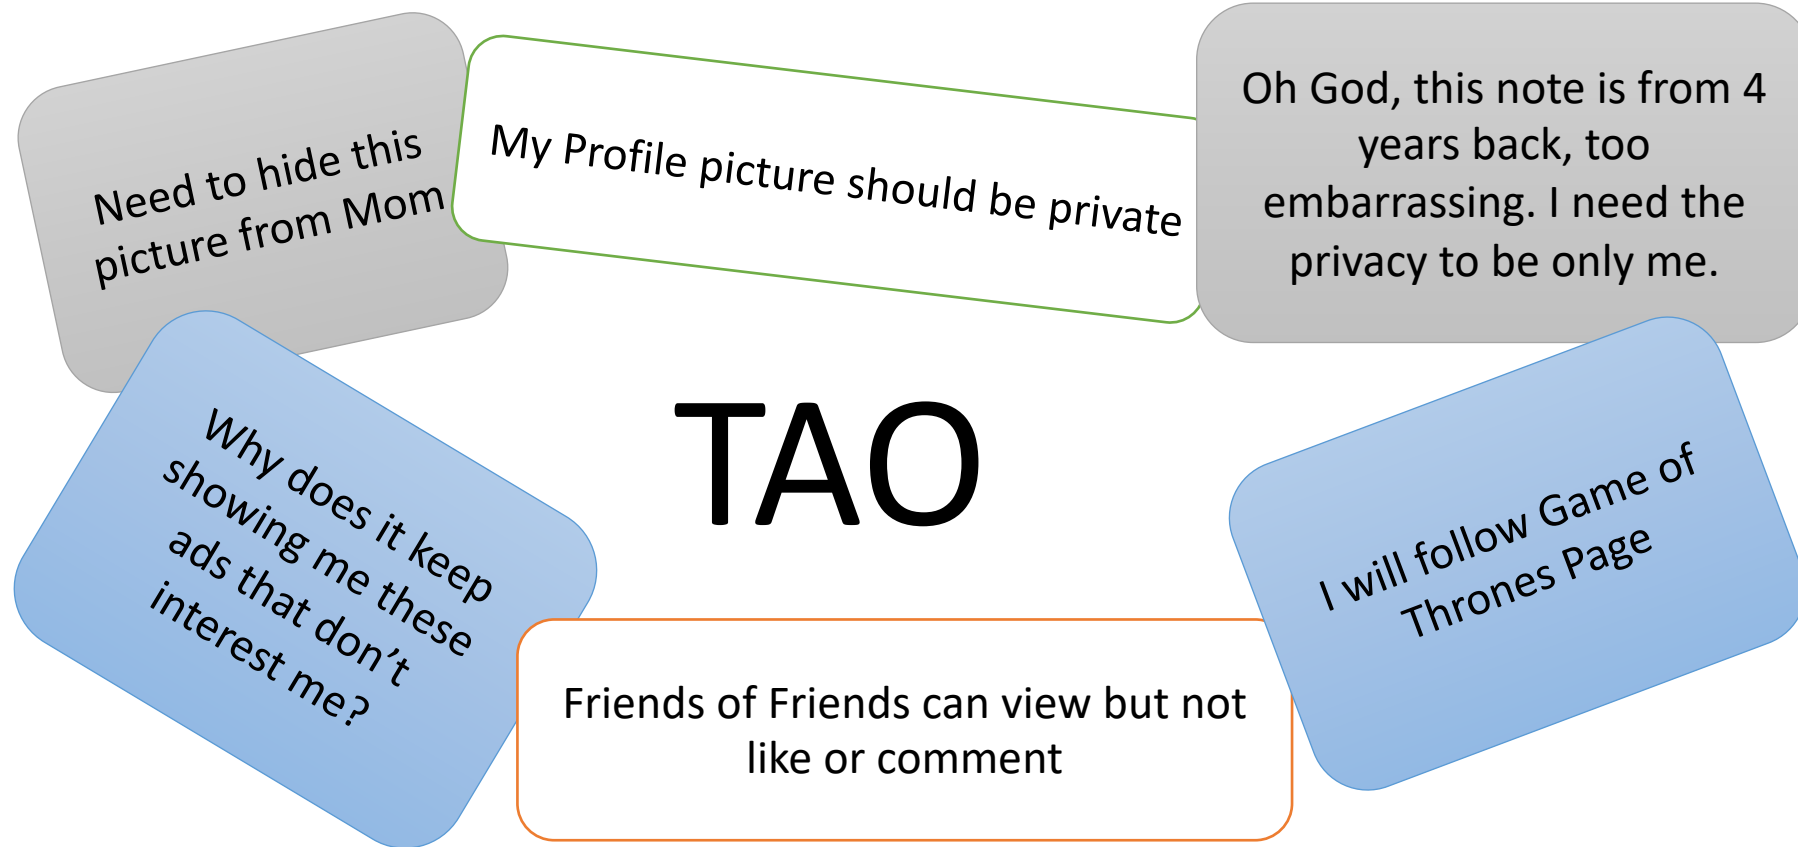 Need to hide this
picture from Mom
My Profile picture should be private
Oh God, this note is from 4
years back, too
embarrassing. I need the
privacy to be only me.
TAO
Why does it keep
showing me these
ads that don’t
interest me?
I will follow Game of
Thrones Page
Friends of Friends can view but not
like or comment